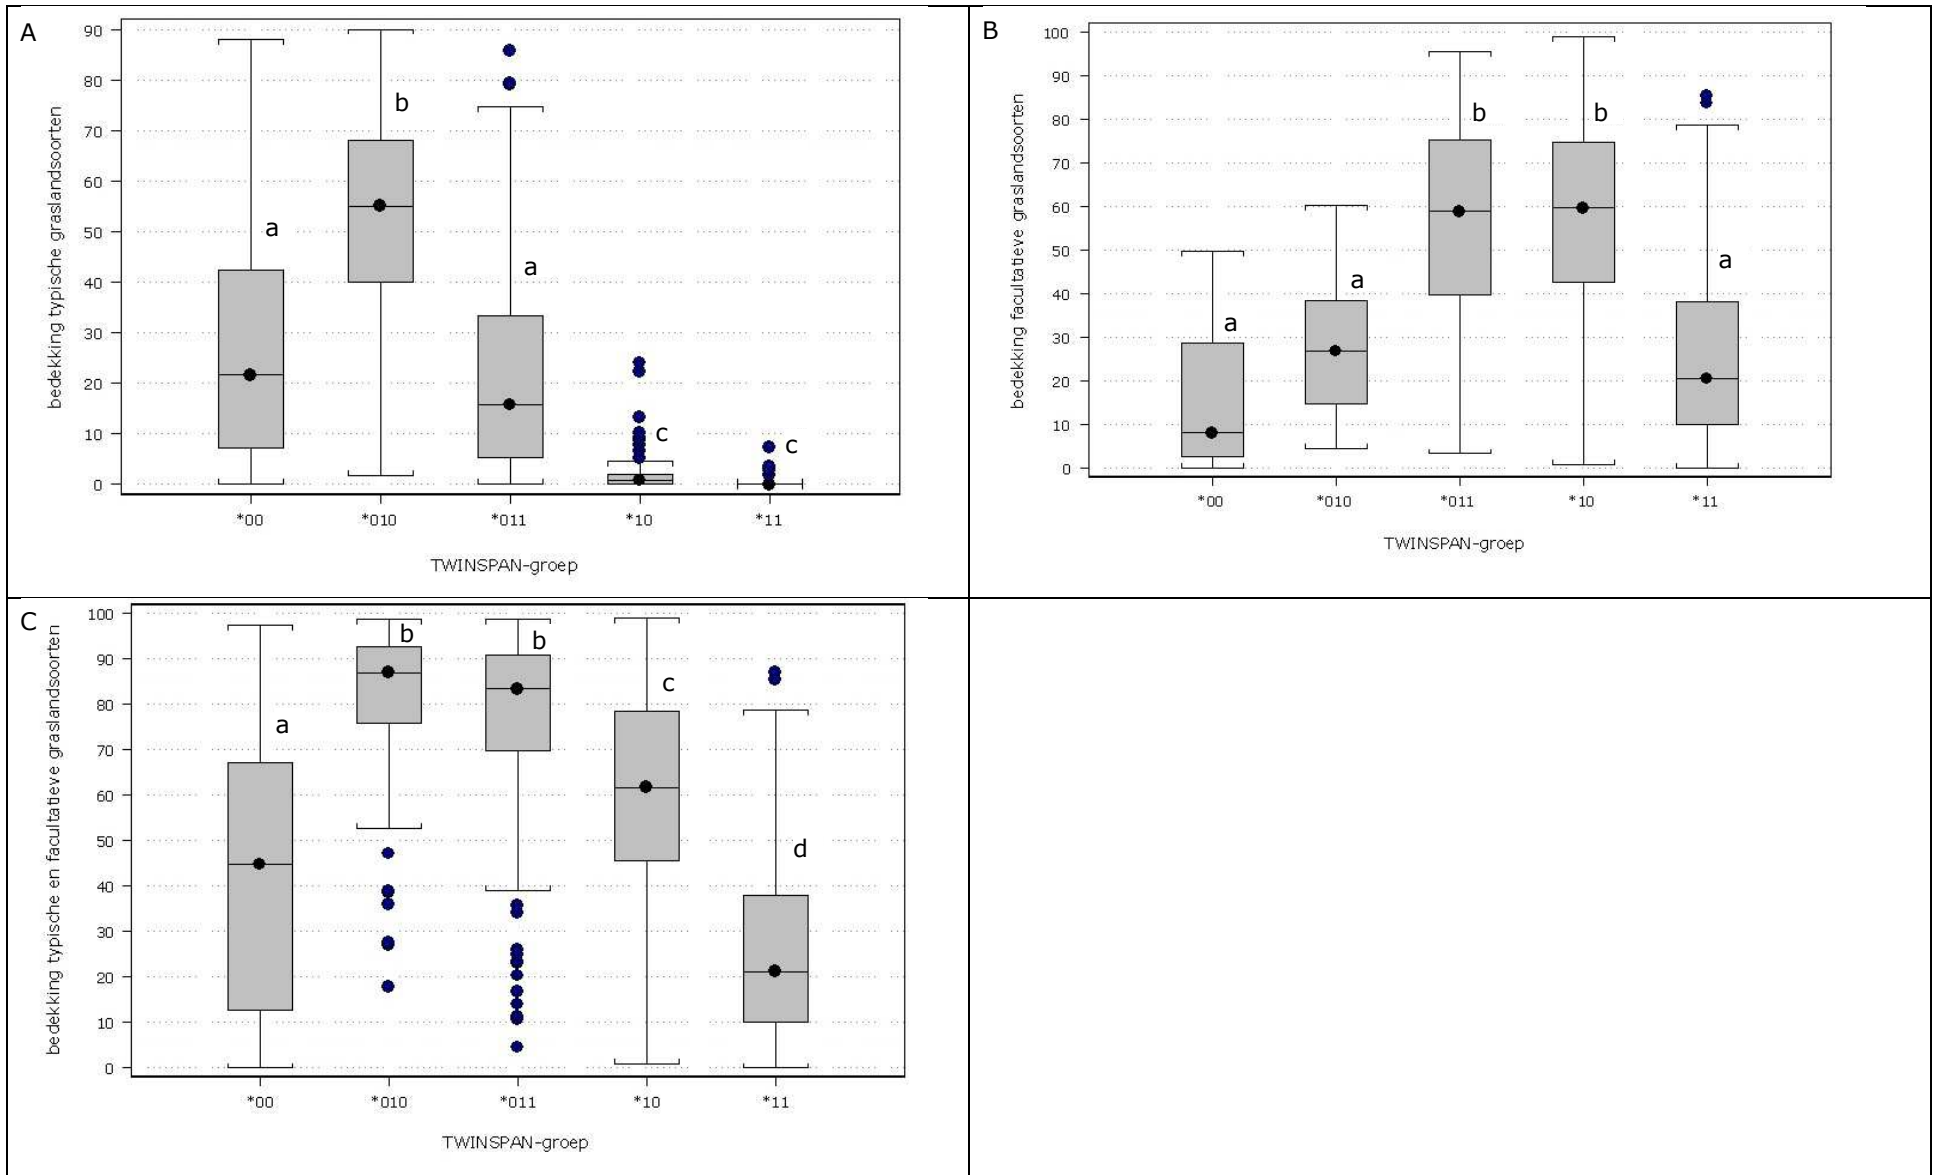 A
bedekking typische graslandsoorten
90
80
70
60
50
40
30
20
10
0
a
b
a
c
c
*00 *010 *011 *10 *11
TWINSPAN-groep
B
bedekking facultatieve graslandsoorten
100
90
80
70
60
50
40
30
20
10
0
a
a
b
b
a
*00 *010 *011 *10 *11
TWINSPAN-groep
C
bedekking typische en facultatieve graslandsoorten
100
90
80
70
60
50
40
30
20
10
0
a
b
b
c
d
*00 *010 *011 *10 *11
TWINSPAN-groep